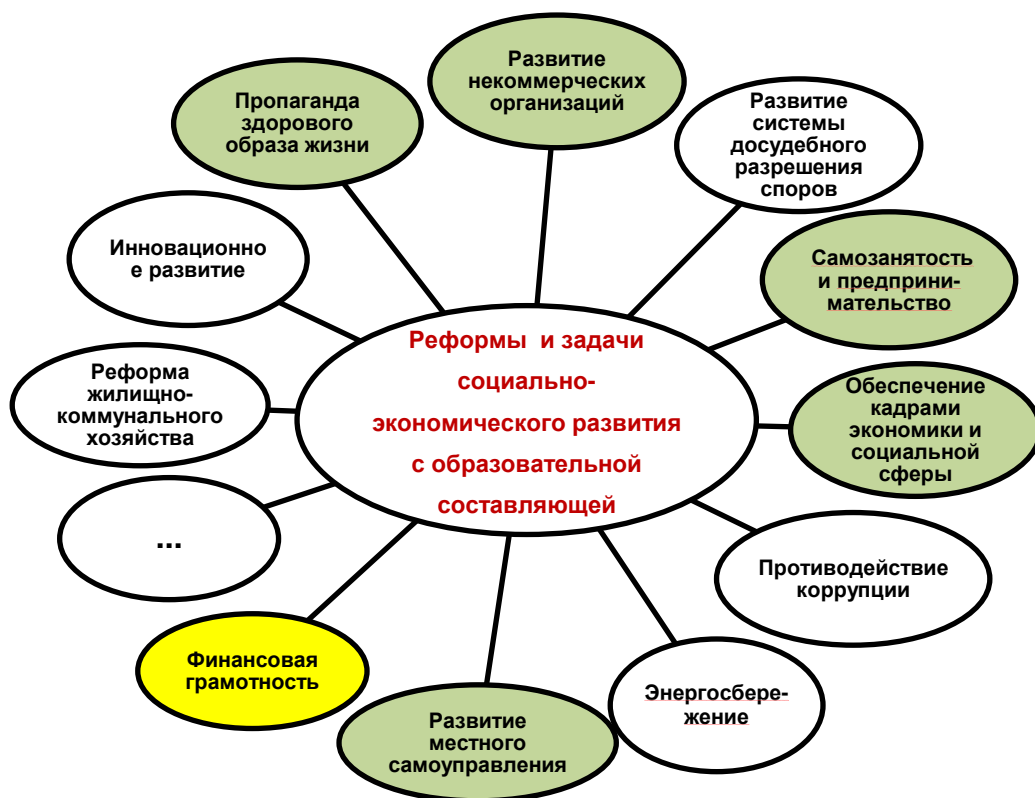 Развитие
некоммерческих
организаций
Пропаганда
здорового
образа жизни
Развитие
системы
досудебного
разрешения
споров
Инновационно
е развитие
Самозанятость
и предприни-
мательство
Реформы и задачи
социально-
экономического развития
с образовательной
составляющей
Реформа
жилищно-
коммунального
хозяйства
Обеспечение
кадрами
экономики и
социальной
сферы
...
Противодействие
коррупции
Финансовая
грамотность
Развитие
местного
самоуправления
Энергосбере-
жение